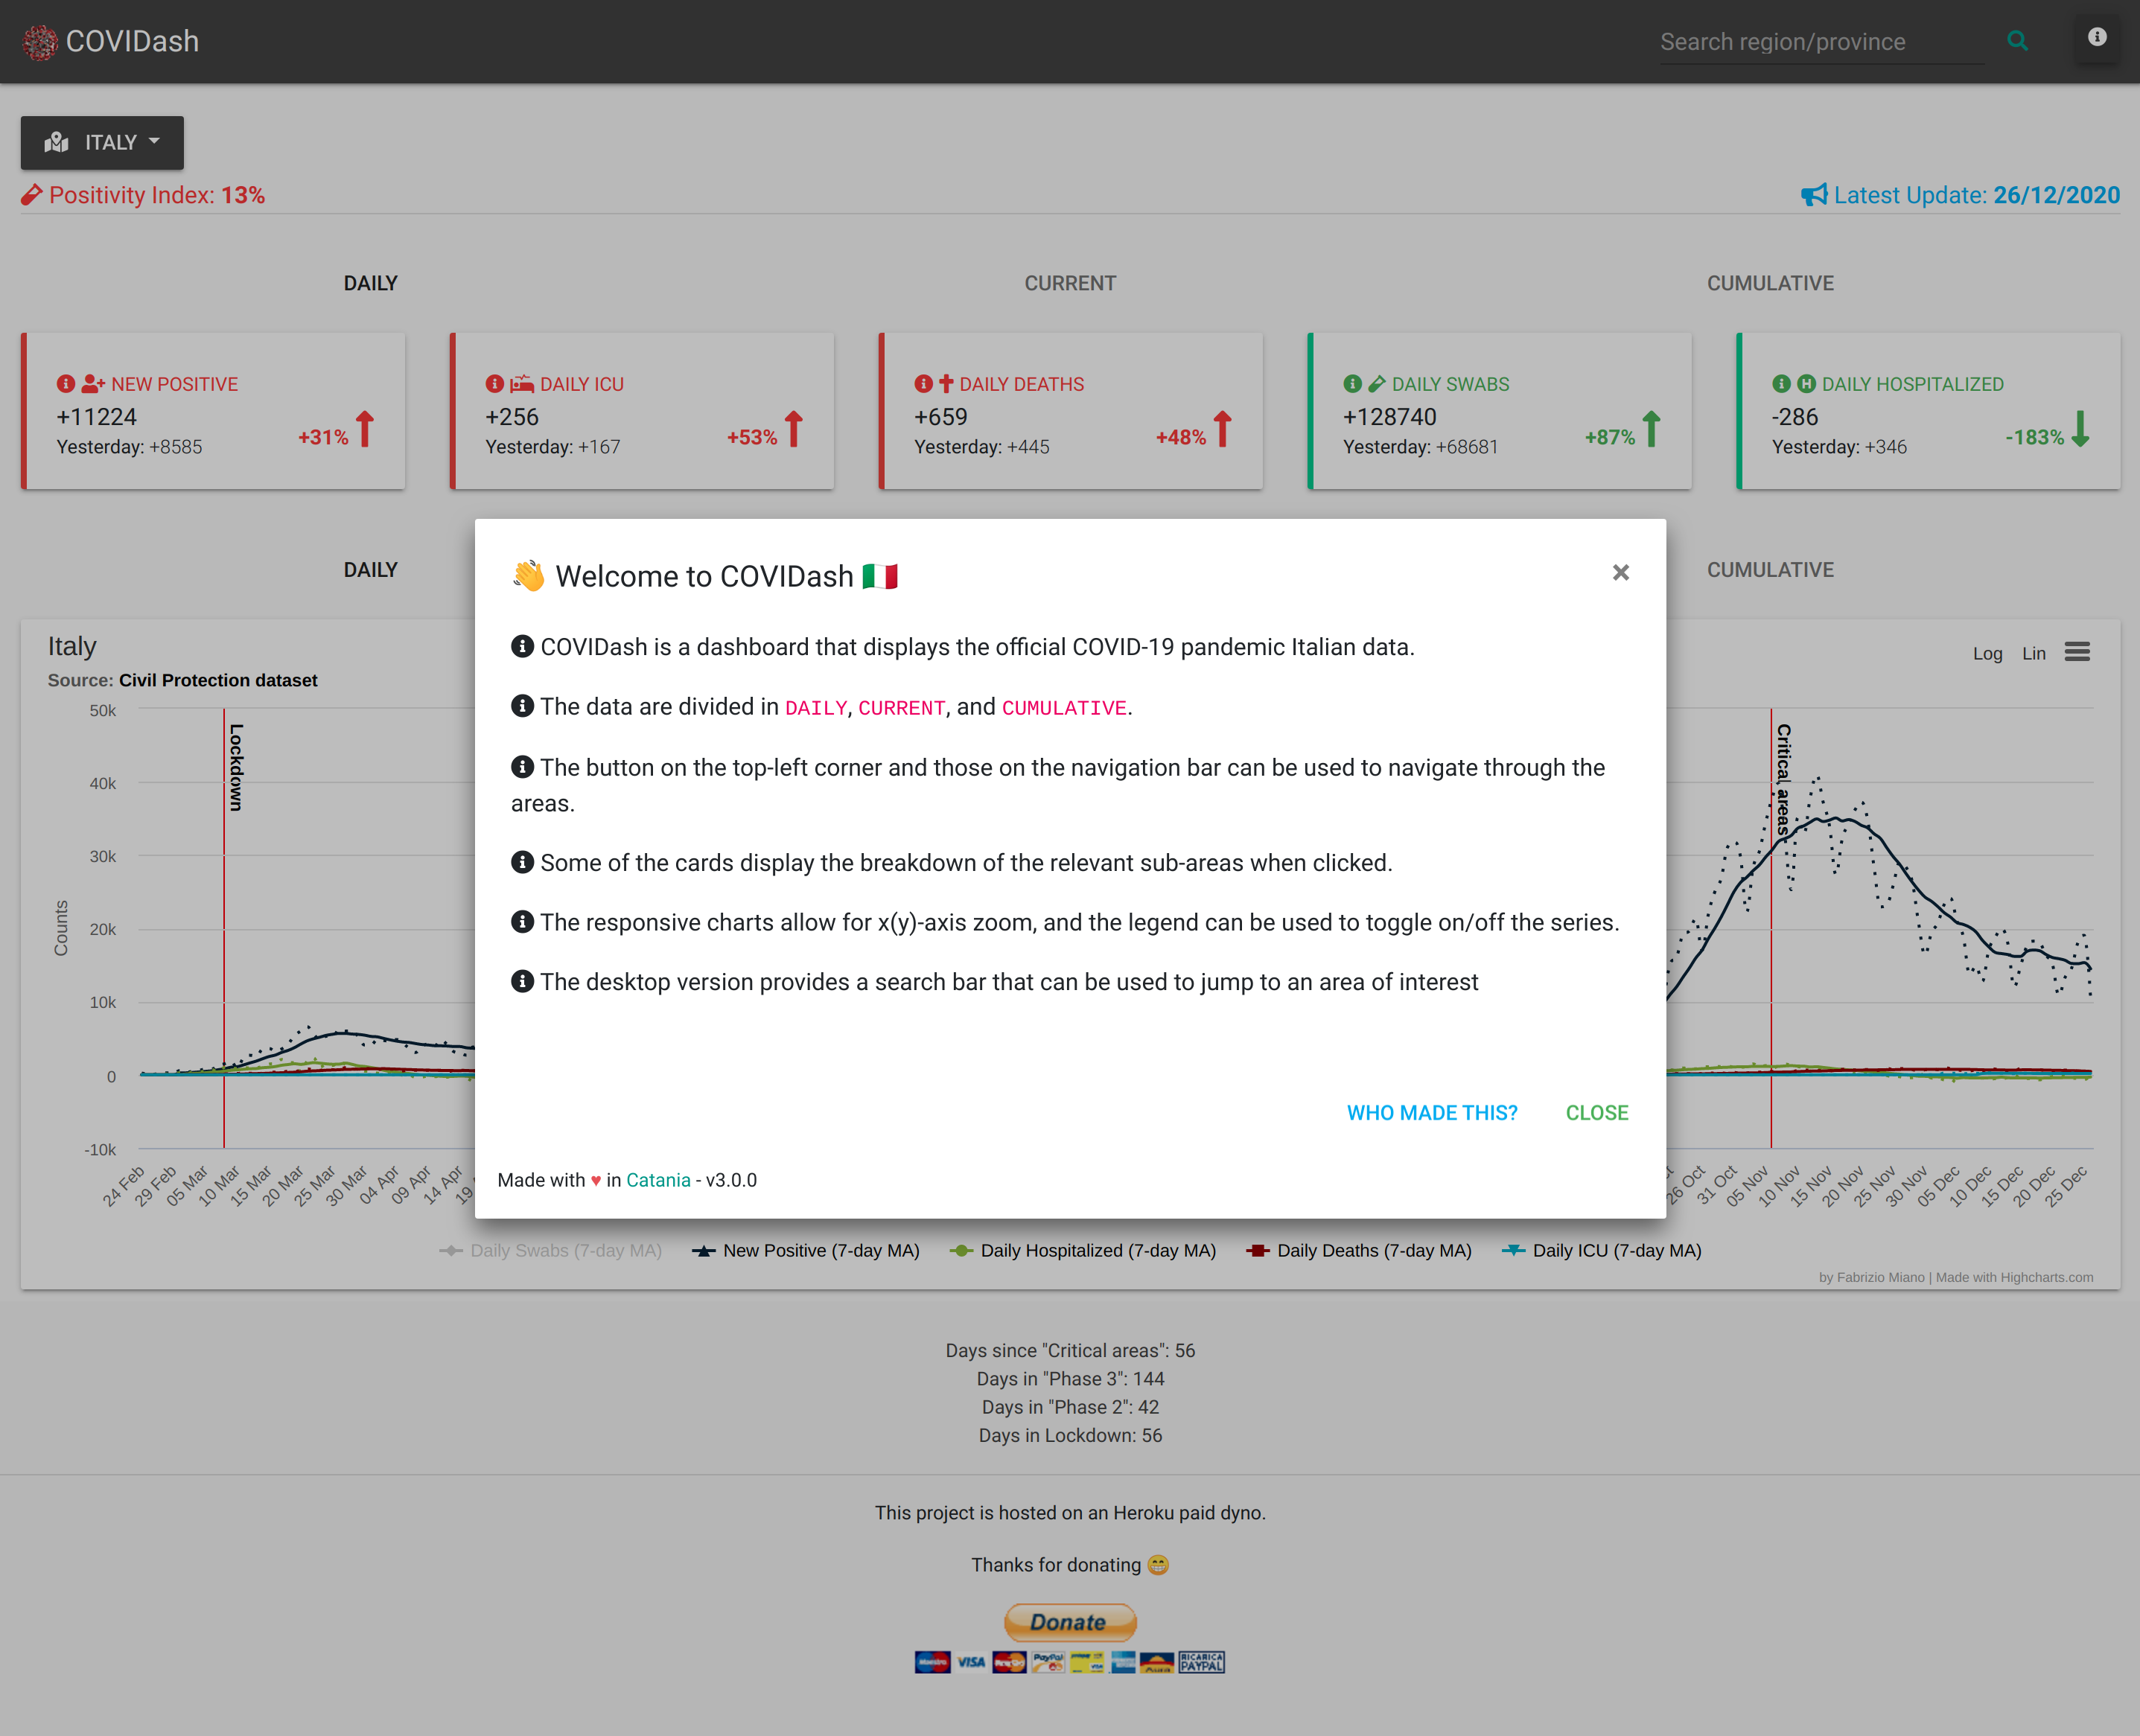 COVIDash
Search region/province
ITALY
Positivity Index: 13%
Latest Update: 26/12/2020
DAILY
CURRENT
CUMULATIVE
NEW POSITIVE
+11224
Yesterday: +8585
+31%
DAILY ICU
+256
Yesterday: +167
+53%
DAILY DEATHS
+659
Yesterday: +445
+48%
DAILY SWABS
+128740
Yesterday: +68681
+87%
DAILY HOSPITALIZED
-286
Yesterday: +346
-183%
DAILY
CUMULATIVE
👋 Welcome to COVIDash 🇮🇹
×
COVIDash is a dashboard that displays the official COVID-19 pandemic Italian data.
The data are divided in DAILY, CURRENT, and CUMULATIVE.
The button on the top-left corner and those on the navigation bar can be used to navigate through the
areas.
Some of the cards display the breakdown of the relevant sub-areas when clicked.
The responsive charts allow for x(y)-axis zoom, and the legend can be used to toggle on/off the series.
The desktop version provides a search bar that can be used to jump to an area of interest
WHO MADE THIS?
CLOSE
Made with ♥ in Catania - v3.0.0
Italy
Source: Civil Protection dataset
Log
Lin
Counts
50k
40k
30k
20k
10k
0
-10k
Lockdown
Critical areas
24 Feb
29 Feb
05 Mar
10 Mar
15 Mar
20 Mar
25 Mar
30 Mar
04 Apr
09 Apr
14 Apr
19
26 Oct
31 Oct
05 Nov
10 Nov
15 Nov
20 Nov
25 Nov
30 Nov
05 Dec
10 Dec
15 Dec
20 Dec
25 Dec
Daily Swabs (7-day MA)
New Positive (7-day MA)
Daily Hospitalized (7-day MA)
Daily Deaths (7-day MA)
Daily ICU (7-day MA)
by Fabrizio Miano | Made with Highcharts.com
Days since "Critical areas": 56
Days in "Phase 3": 144
Days in "Phase 2": 42
Days in Lockdown: 56
This project is hosted on an Heroku paid dyno.
Thanks for donating 😁
Donate
Maestro
VISA
PayPal
RICARICA
PAYPAL